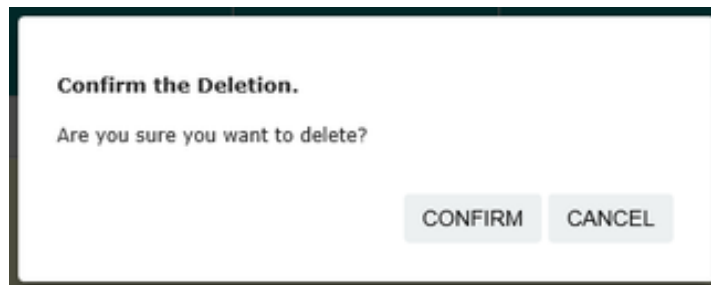 Confirm the Deletion.
Are you sure you want to delete?
CONFIRM CANCEL